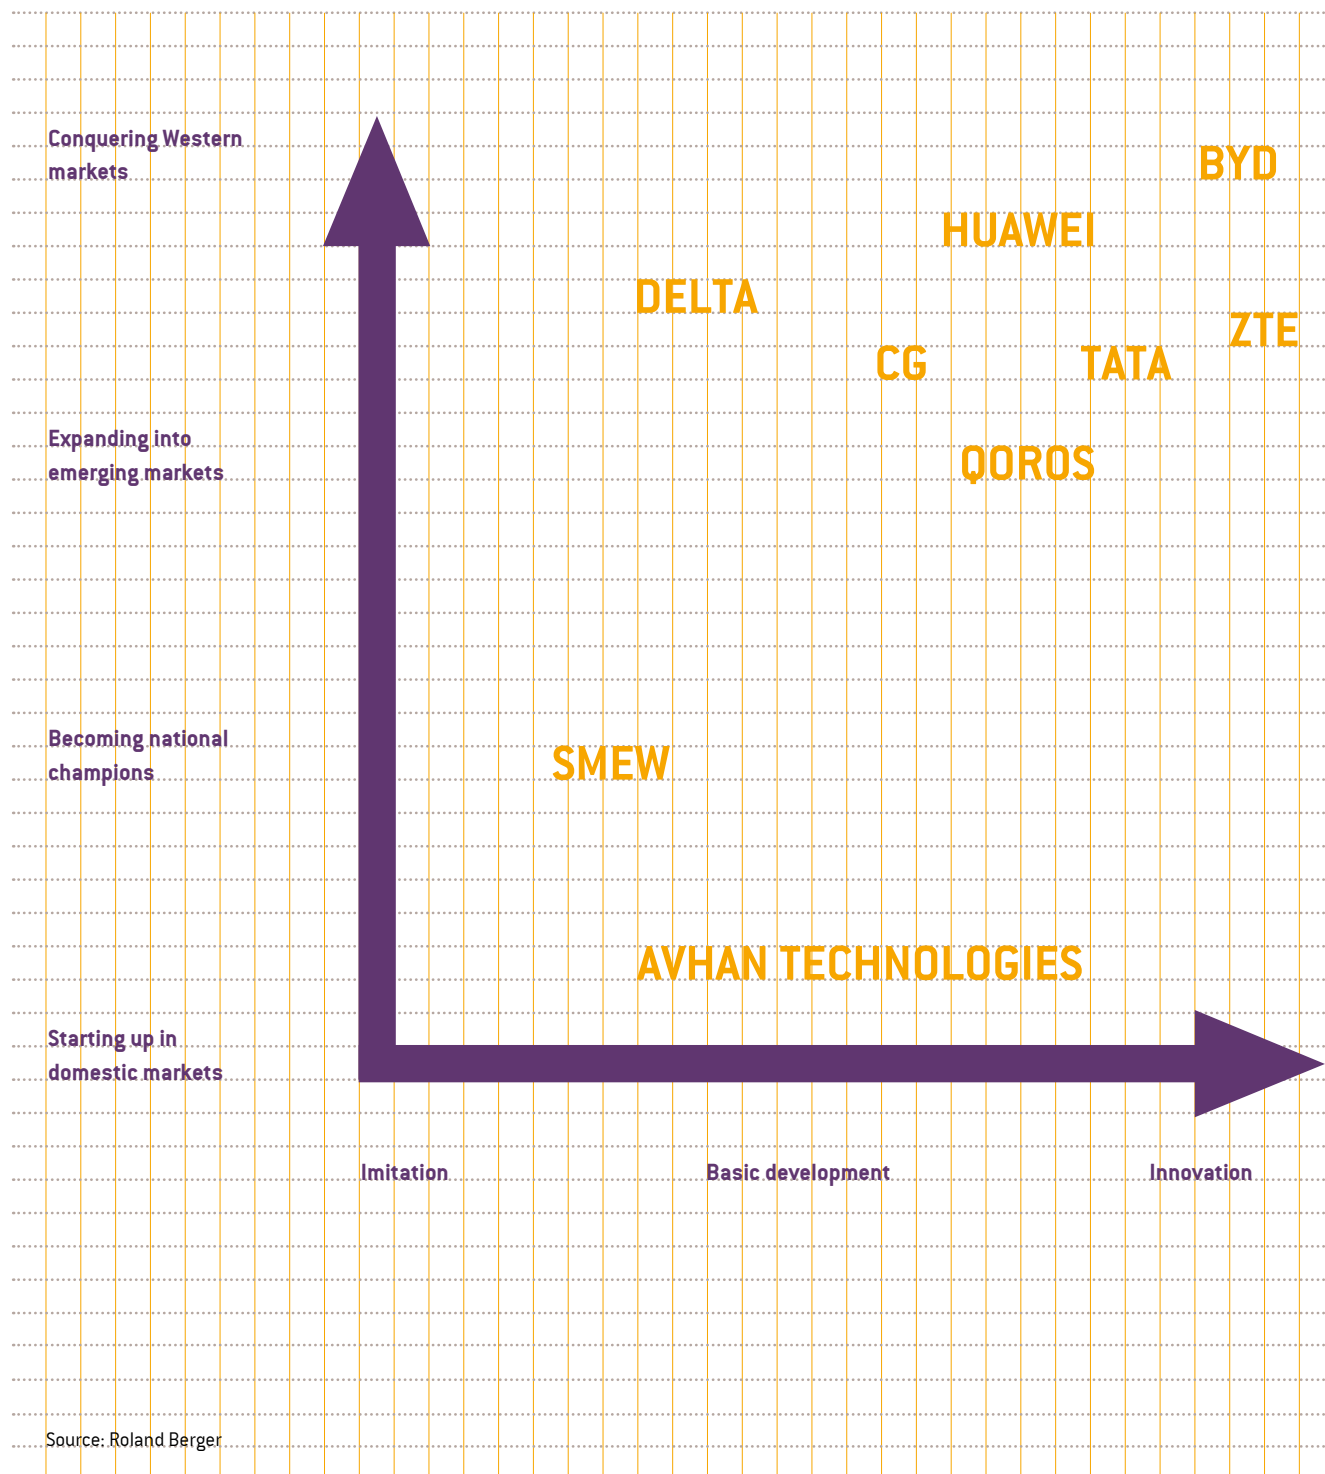 Conquering Western
markets
BYD
HUAWEI
DELTA
ZTE
CG
TATA
Expanding into
emerging markets
QOROS
Becoming national
champions
SMEW
AVHAN TECHNOLOGIES
Starting up in
domestic markets
Imitation
Basic development
Innovation
Source: Roland Berger